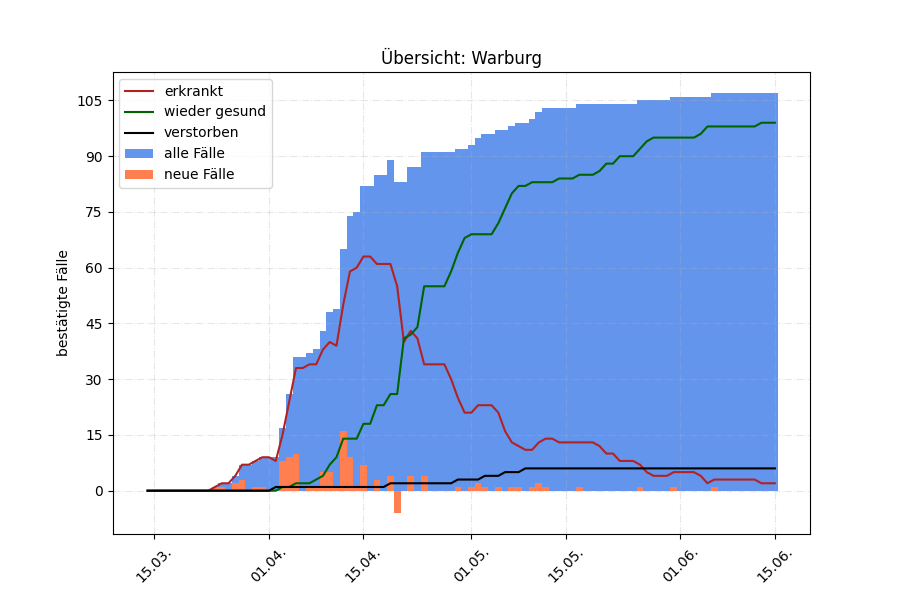 Übersicht: Warburg
erkrankt
wieder gesund
verstorben
alle Fälle
neue Fälle
bestätigte Fälle
105
90
75
60
45
30
15
0
15.03.
01.04.
15.04.
01.05.
15.05.
01.06.
15.06.